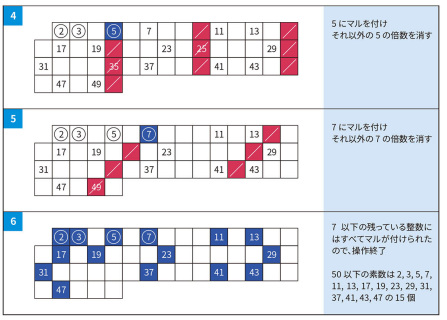 4
② ③ ⑤ 7 11 13
17 19 23 25 29
31 35 37 41 43
47 49
5 にマルを付け
それ以外の 5 の倍数を消す
5
② ③ ⑤ ⑦ 11 13
17 19 23 29
31 37 41 43
47 49
7 にマルを付け
それ以外の 7 の倍数を消す
6
② ③ ⑤ ⑦ 11 13
17 19 23 29
31 37 41 43
47
7 以下の残っている整数に
はすべてマルが付けられた
ので、操作終了
50 以下の素数は 2, 3, 5, 7,
11, 13, 17, 19, 23, 29, 31,
37, 41, 43, 47 の 15 個